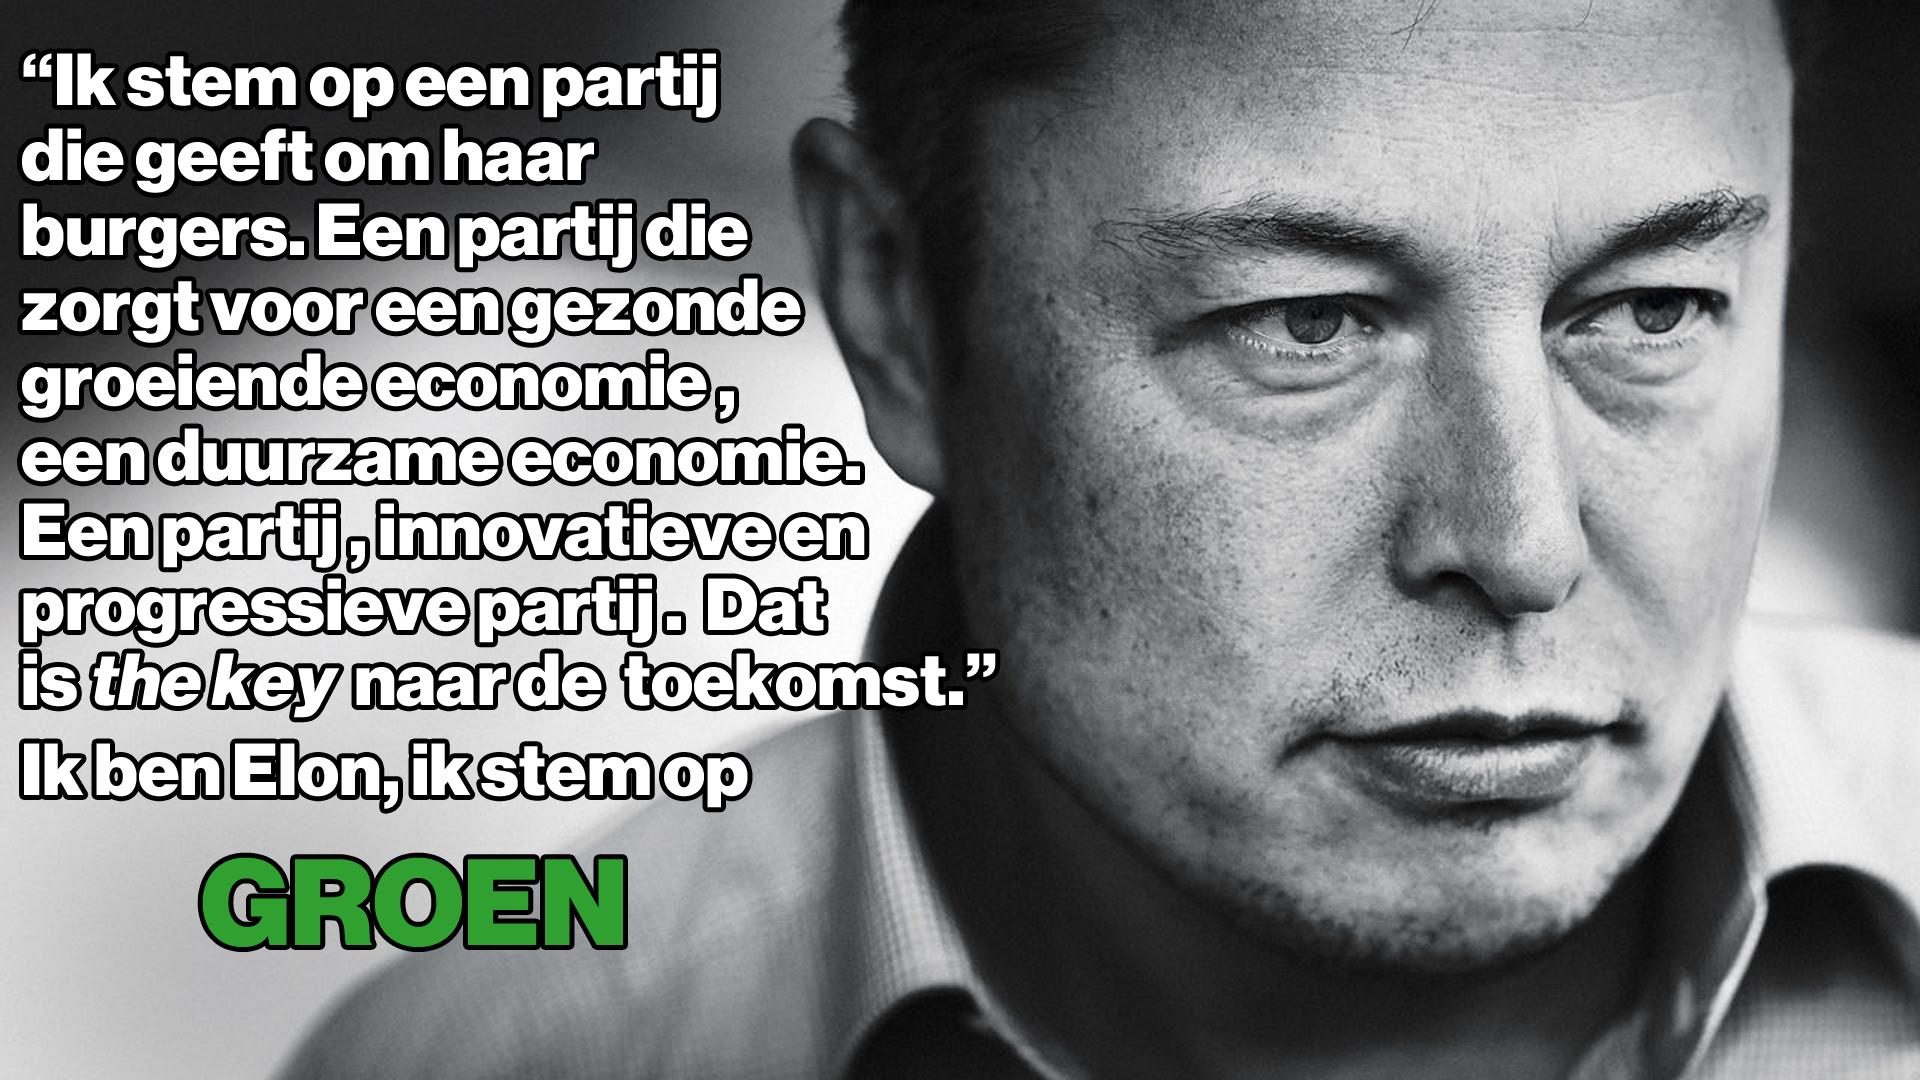 “Ik stem op een partij
die geeft om haar
burgers. Een partij die
zorgt voor een gezonde
groeiende economie,
een duurzame economie.
Een partij, innovatieve en
progressieve partij. Dat
is the key naar de toekomst.”
Ik ben Elon, ik stem op
GROEN